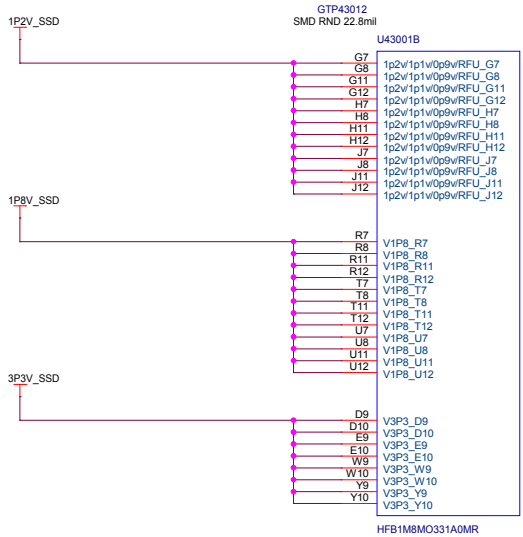 GTP43012
SMD RND 22.8mil
1P2V_SSD
U43001B
G7 1p2v/1p1v/0p9v/RFU_G7
G8 1p2v/1p1v/0p9v/RFU_G8
G11 1p2v/1p1v/0p9v/RFU_G11
G12 1p2v/1p1v/0p9v/RFU_G12
H7 1p2v/1p1v/0p9v/RFU_H7
H8 1p2v/1p1v/0p9v/RFU_H8
H11 1p2v/1p1v/0p9v/RFU_H11
H12 1p2v/1p1v/0p9v/RFU_H12
J7 1p2v/1p1v/0p9v/RFU_J7
J8 1p2v/1p1v/0p9v/RFU_J8
J11 1p2v/1p1v/0p9v/RFU_J11
J12 1p2v/1p1v/0p9v/RFU_J12
1P8V_SSD
R7 V1P8_R7
R8 V1P8_R8
R11 V1P8_R11
R12 V1P8_R12
T7 V1P8_T7
T8 V1P8_T8
T11 V1P8_T11
T12 V1P8_T12
U7 V1P8_U7
U8 V1P8_U8
U11 V1P8_U11
U12 V1P8_U12
3P3V_SSD
D9 V3P3_D9
D10 V3P3_D10
E9 V3P3_E9
E10 V3P3_E10
W9 V3P3_W9
W10 V3P3_W10
Y9 V3P3_Y9
Y10 V3P3_Y10
HFB1M8MO331A0MR